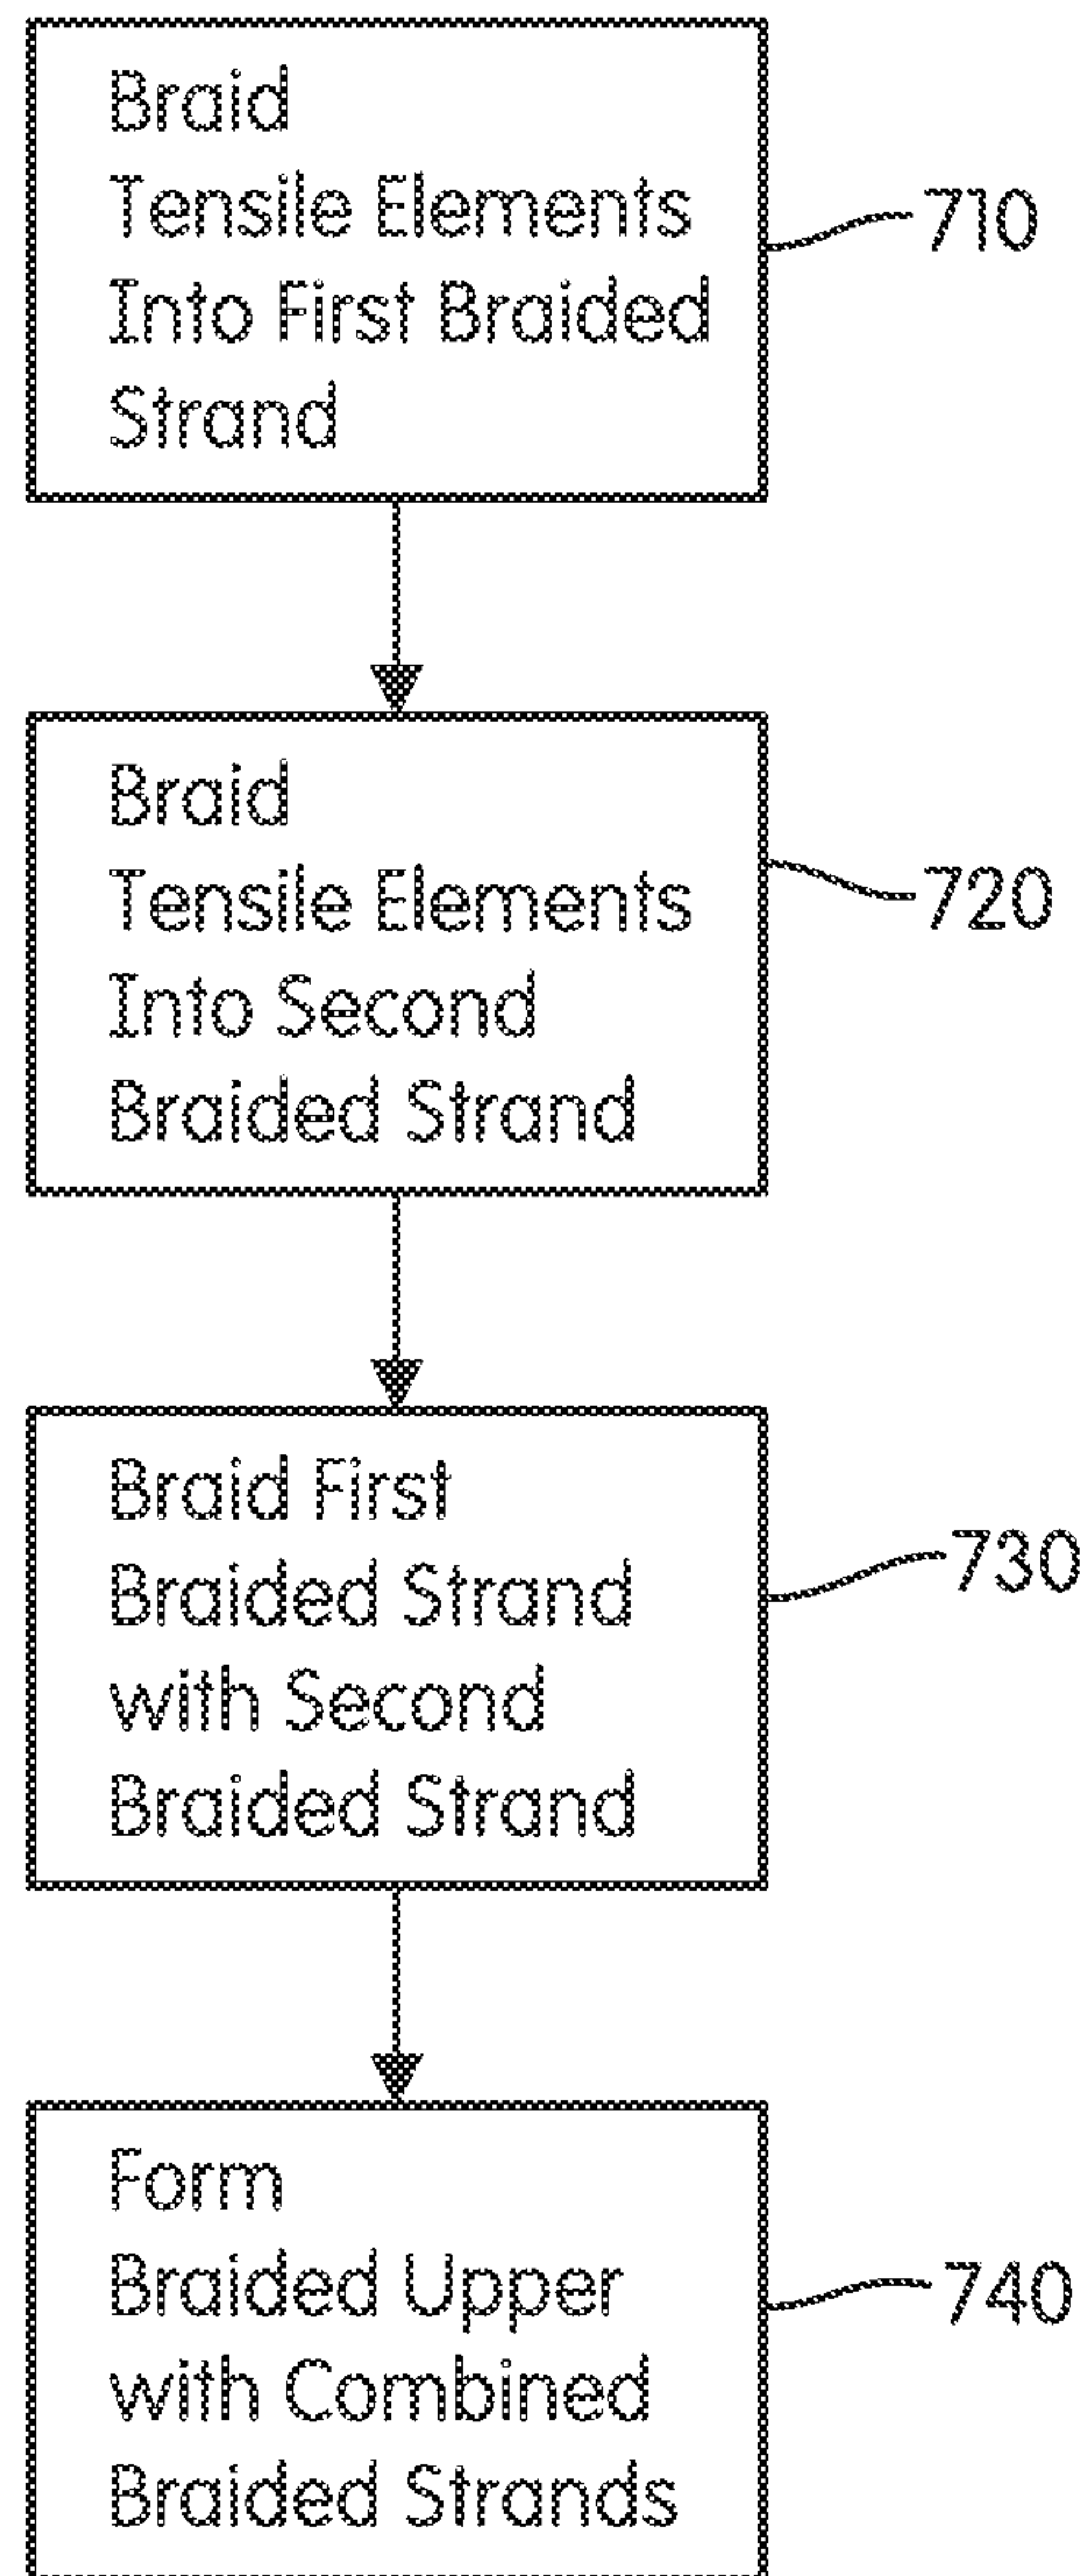 Braid
Tensile Elements
Into First Braided
Strand
710
Braid
Tensile Elements
Into Second
Braided Strand
720
Braid First
Braided Strand
with Second
Braided Strand
730
Form
Braided Upper
with Combined
Braided Strands
740